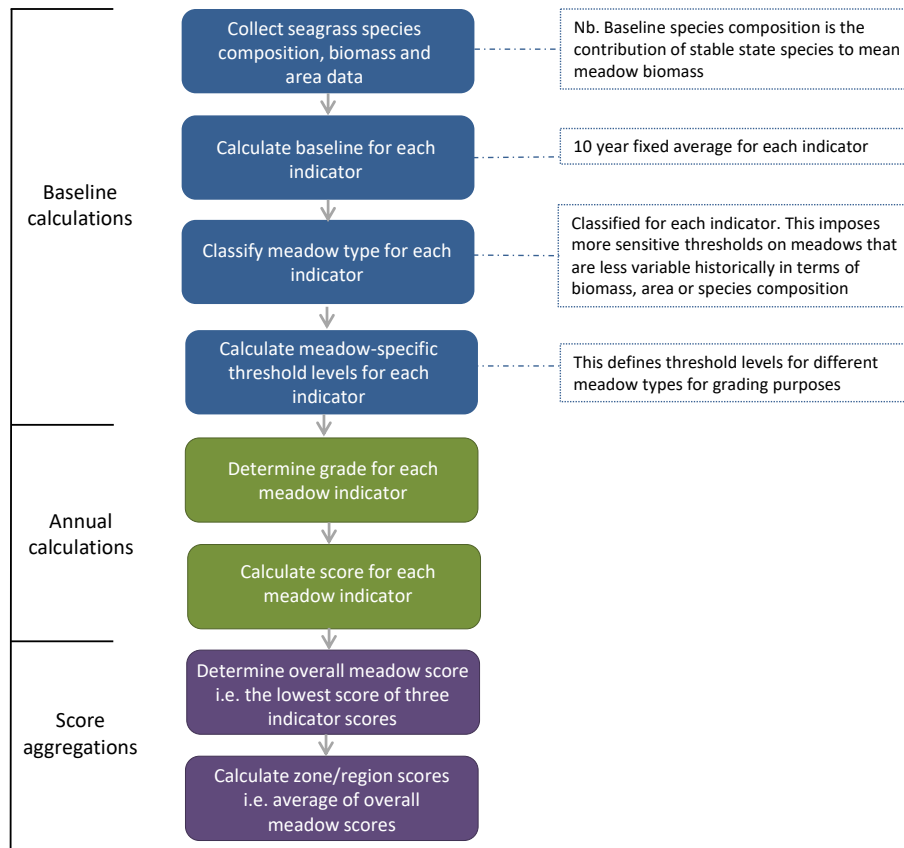 Collect seagrass species
composition, biomass and
area data
Nb. Baseline species composition is the
contribution of stable state species to mean
meadow biomass
Calculate baseline for each
indicator
10 year fixed average for each indicator
Baseline
calculations
Classify meadow type for each
indicator
Classified for each indicator. This imposes
more sensitive thresholds on meadows that
are less variable historically in terms of
biomass, area or species composition
Calculate meadow-specific
threshold levels for each
indicator
This defines threshold levels for different
meadow types for grading purposes
Annual
calculations
Determine grade for each
meadow indicator
Calculate score for each
meadow indicator
Score
aggregations
Determine overall meadow score
i.e. the lowest score of three
indicator scores
Calculate zone/region scores
i.e. average of overall
meadow scores